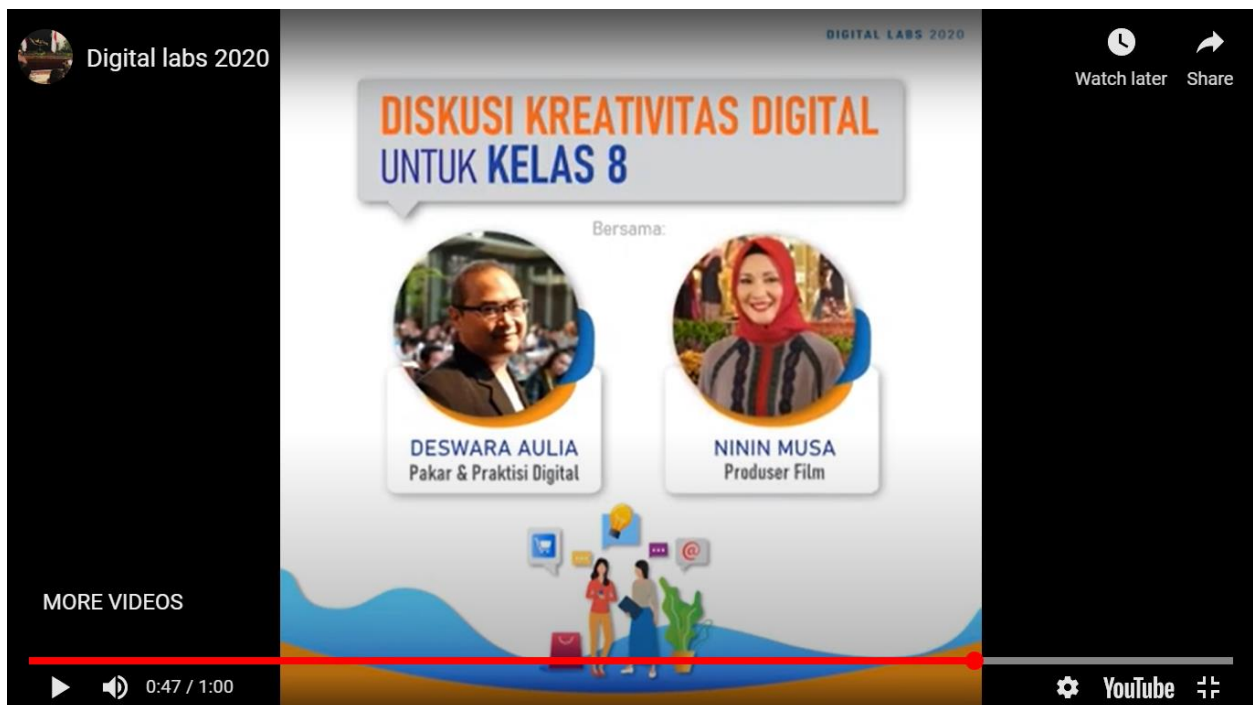 Digital labs 2020
DIGITAL LABS 2020
Watch later
Share
DISKUSI KREATIVITAS DIGITAL
UNTUK KELAS 8
Bersama:
DESWARA AULIA
Pakar & Praktisi Digital
NININ MUSA
Produser Film
@
MORE VIDEOS
0:47 / 1:00
YouTube